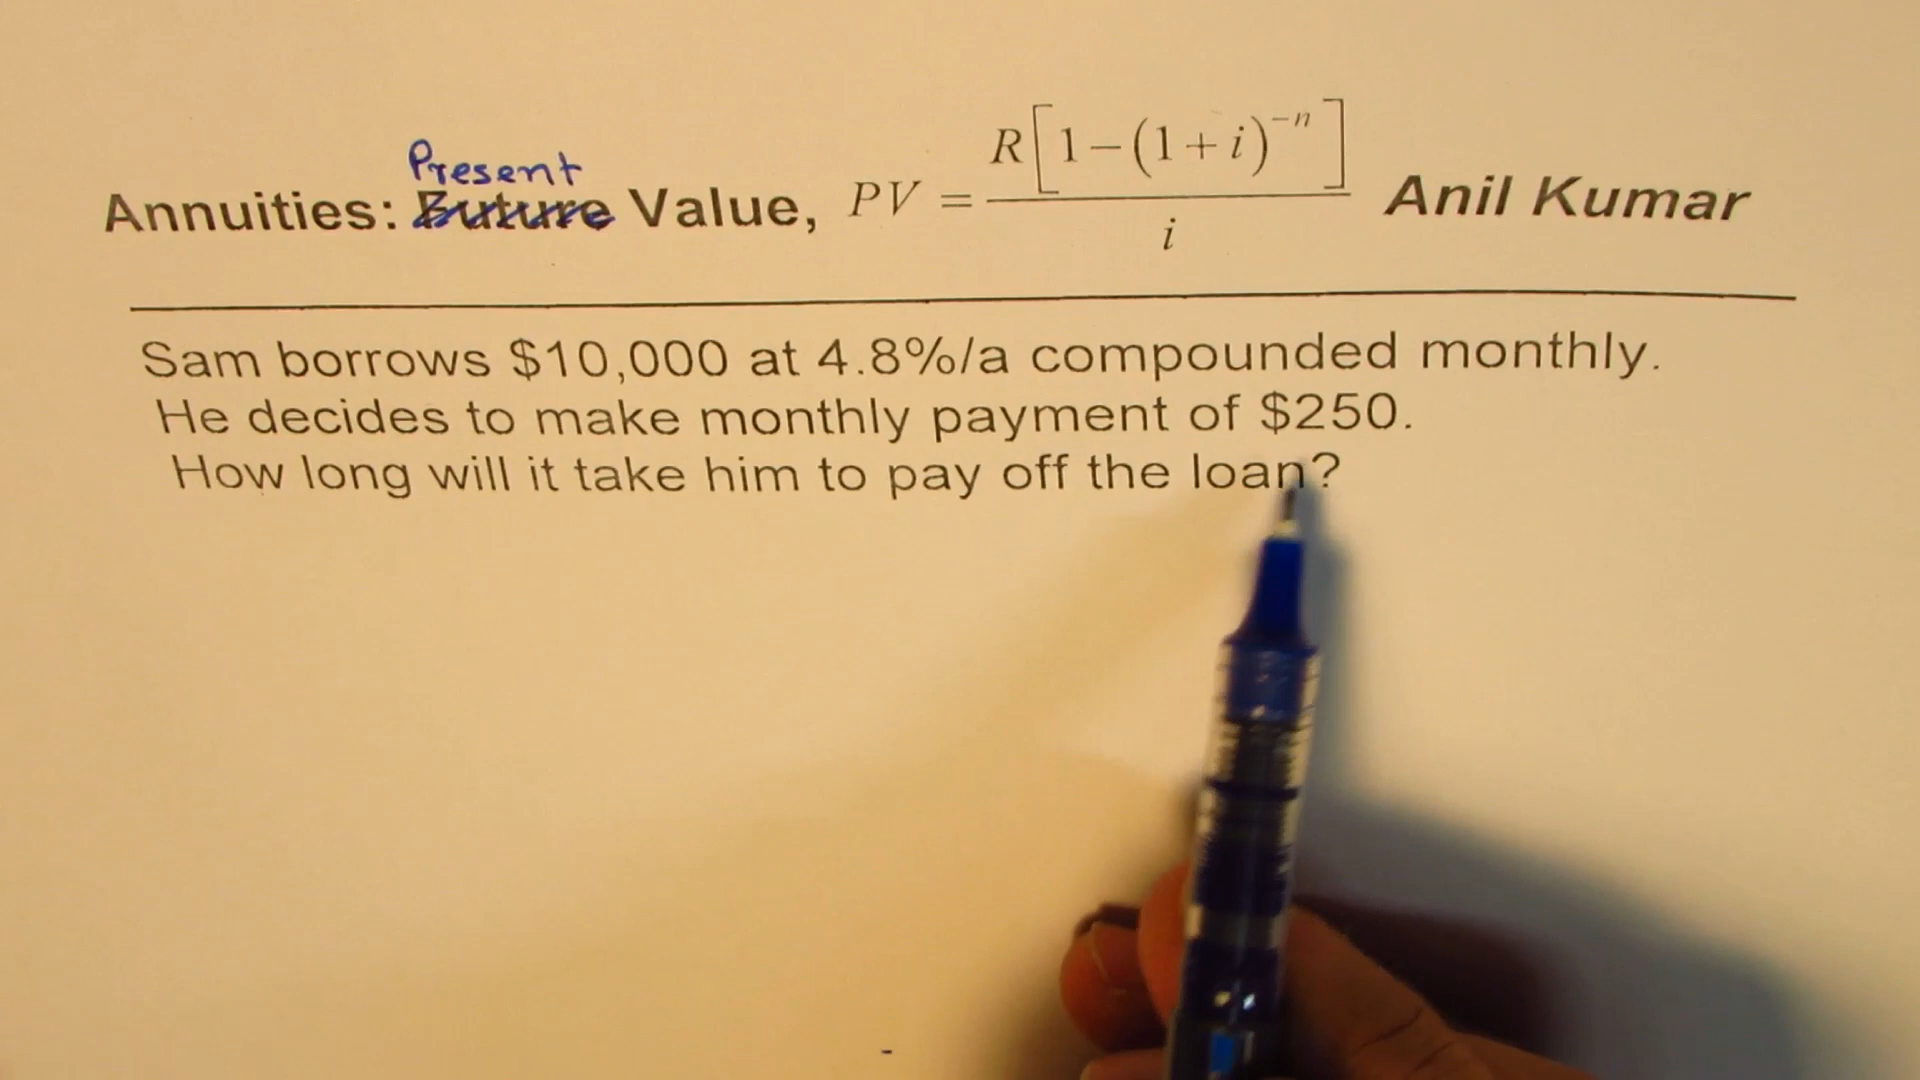 Present
Annuities: Future Value, PV = R[1-(1+i)^{-n}] / i Anil Kumar
Sam borrows $10,000 at 4.8%/a compounded monthly.
He decides to make monthly payment of $250.
How long will it take him to pay off the loan?